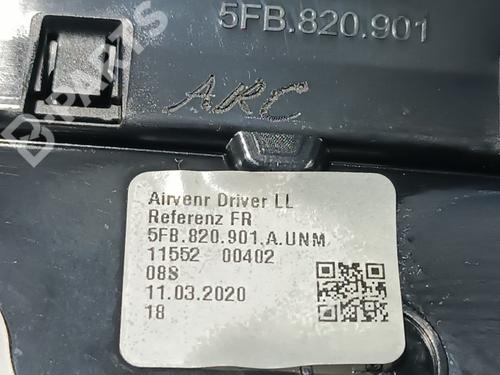 5FB.820.901
ARC
Airvenr Driver LL
Referenz FR
5FB.820.901.A.UNM
11552 00402
08S
11.03.2020
18